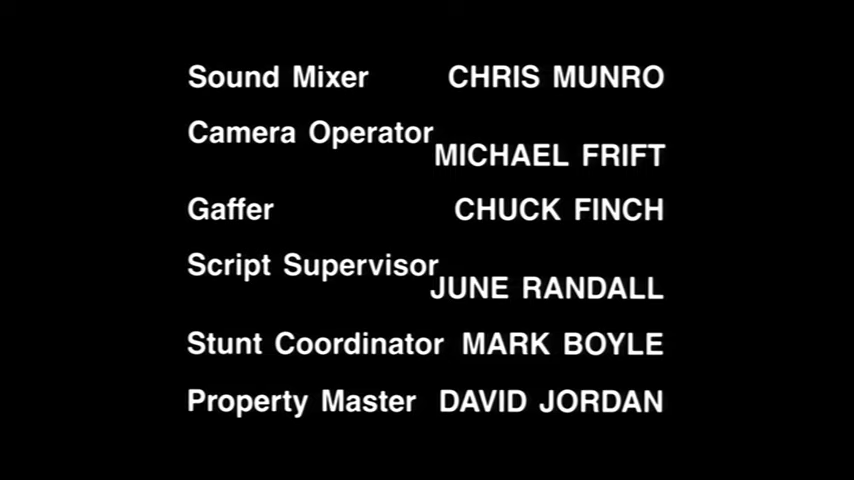 Sound Mixer CHRIS MUNRO
Camera Operator
MICHAEL FRIFT
Gaffer CHUCK FINCH
Script Supervisor
JUNE RANDALL
Stunt Coordinator MARK BOYLE
Property Master DAVID JORDAN